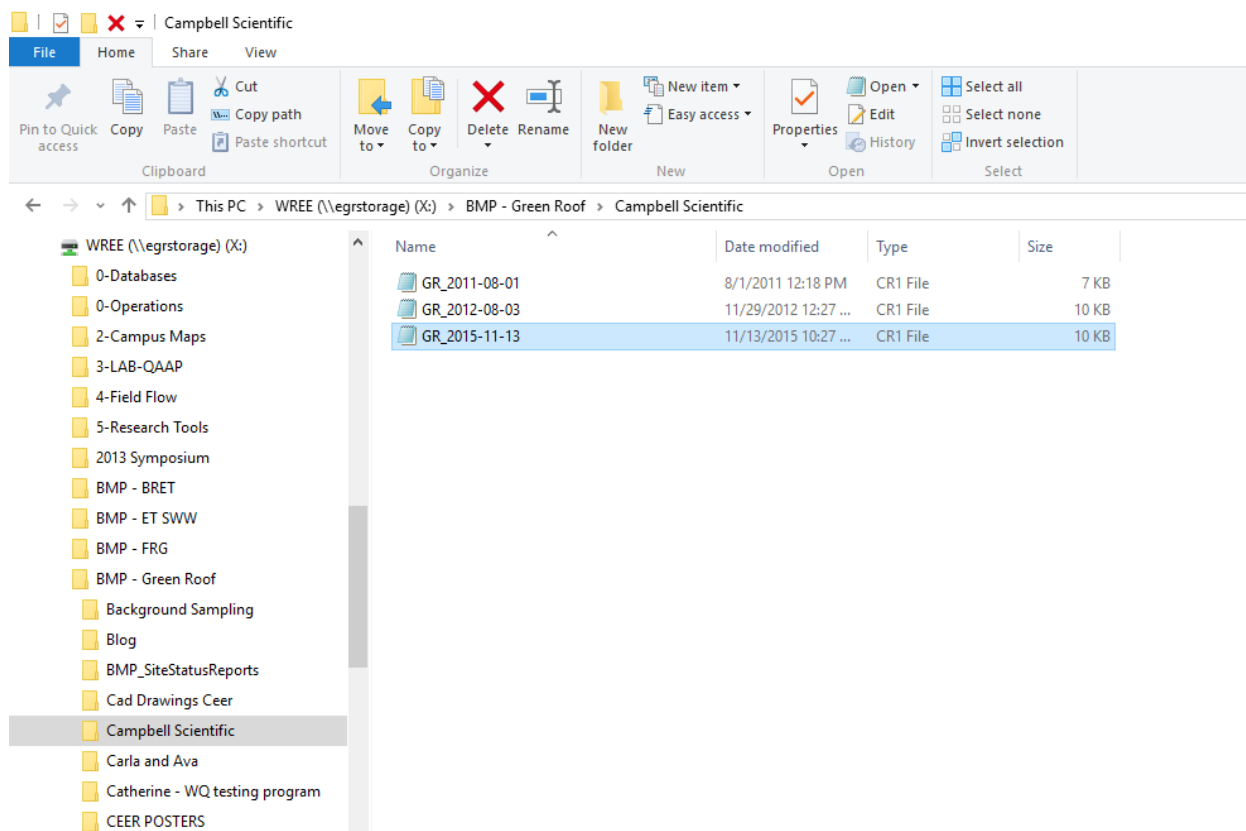 Campbell Scientific
File Home Share View
Pin to Quick access
Copy
Paste
Cut
Copy path
Paste shortcut
Clipboard
Move to
Copy to
Delete
Rename
Organize
New folder
New item
Easy access
New
Properties
Open
Edit
History
Open
Select all
Select none
Invert selection
Select
This PC > WREE (\\egrstorage) (X:) > BMP - Green Roof > Campbell Scientific
WREE (\\egrstorage) (X:)
0-Databases
0-Operations
2-Campus Maps
3-LAB-QAAP
4-Field Flow
5-Research Tools
2013 Symposium
BMP - BRET
BMP - ET SWW
BMP - FRG
BMP - Green Roof
Background Sampling
Blog
BMP_SiteStatusReports
Cad Drawings Ceer
Campbell Scientific
Carla and Ava
Catherine - WQ testing program
CEER POSTERS
Name Date modified Type Size
GR_2011-08-01 8/1/2011 12:18 PM CR1 File 7 KB
GR_2012-08-03 11/29/2012 12:27 ... CR1 File 10 KB
GR_2015-11-13 11/13/2015 10:27 ... CR1 File 10 KB